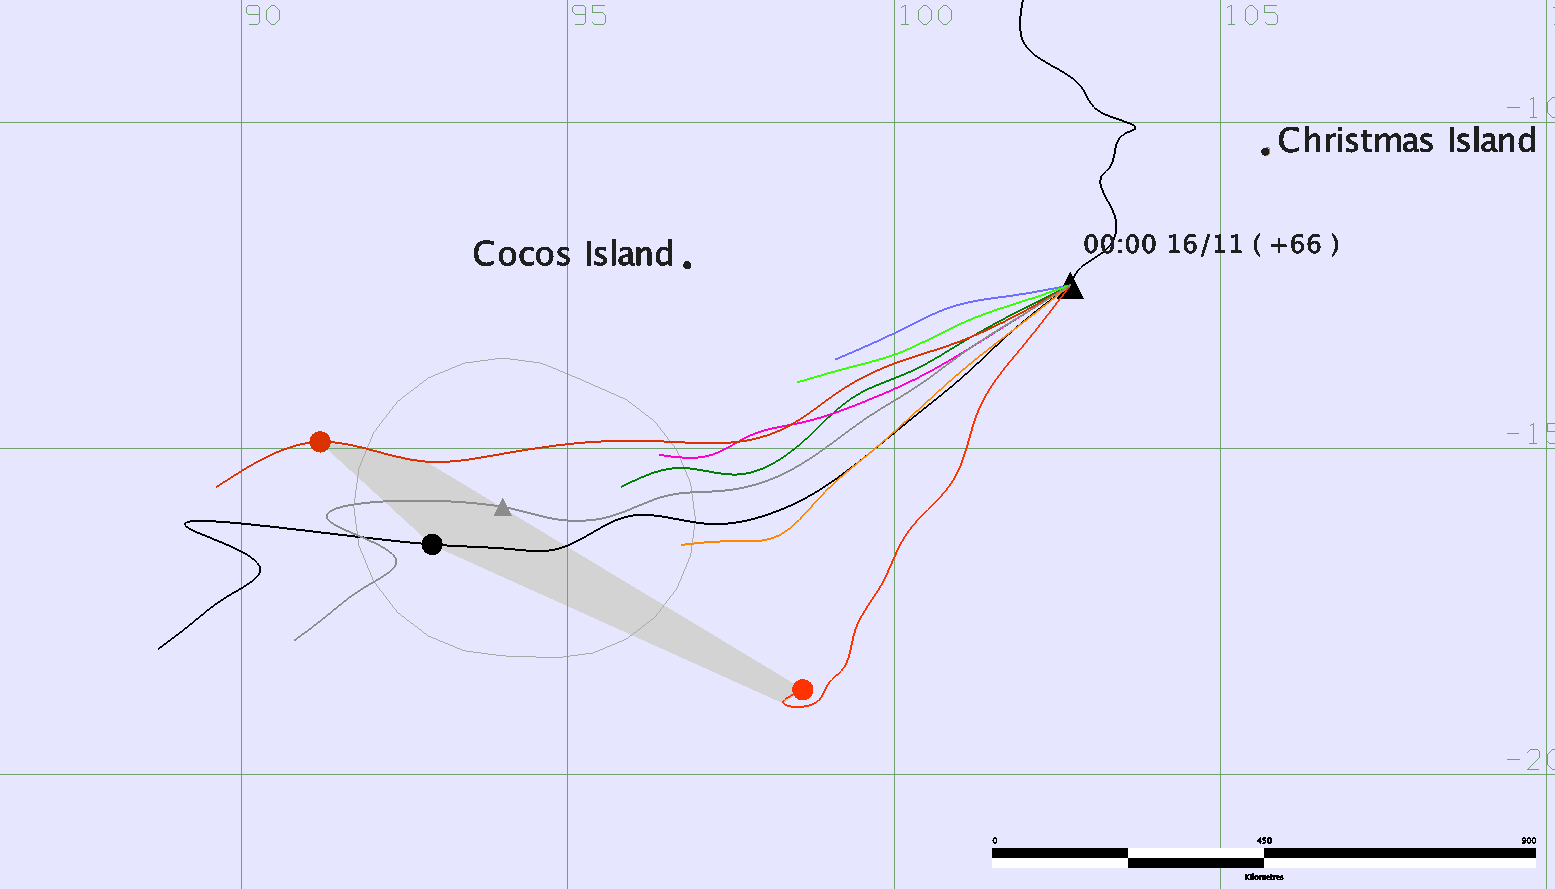 90
95
100
105
-10
Christmas Island
00:00 16/11 ( +66 )
Cocos Island
-15
-20
0
450
900
Kilometres